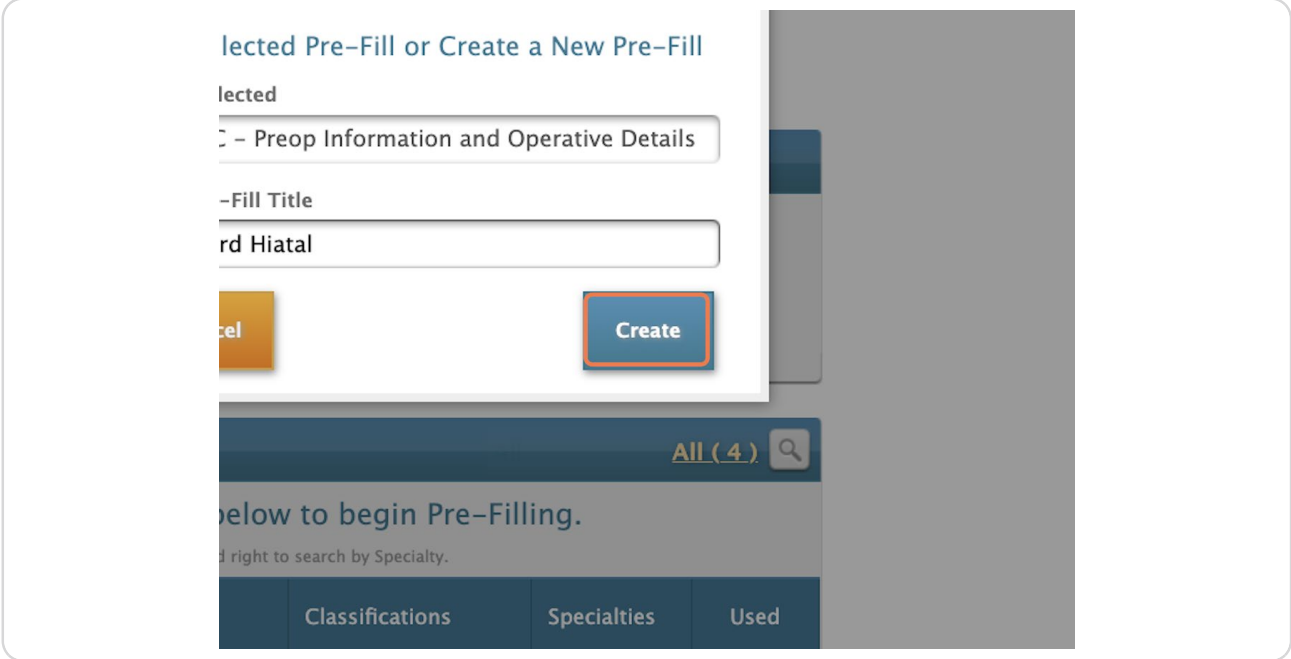 lected Pre-Fill or Create a New Pre-Fill
lected
– Preop Information and Operative Details
-Fill Title
rd Hiatal
cel Create
All ( 4 )
below to begin Pre-Filling.
right to search by Specialty.
Classifications Specialties Used